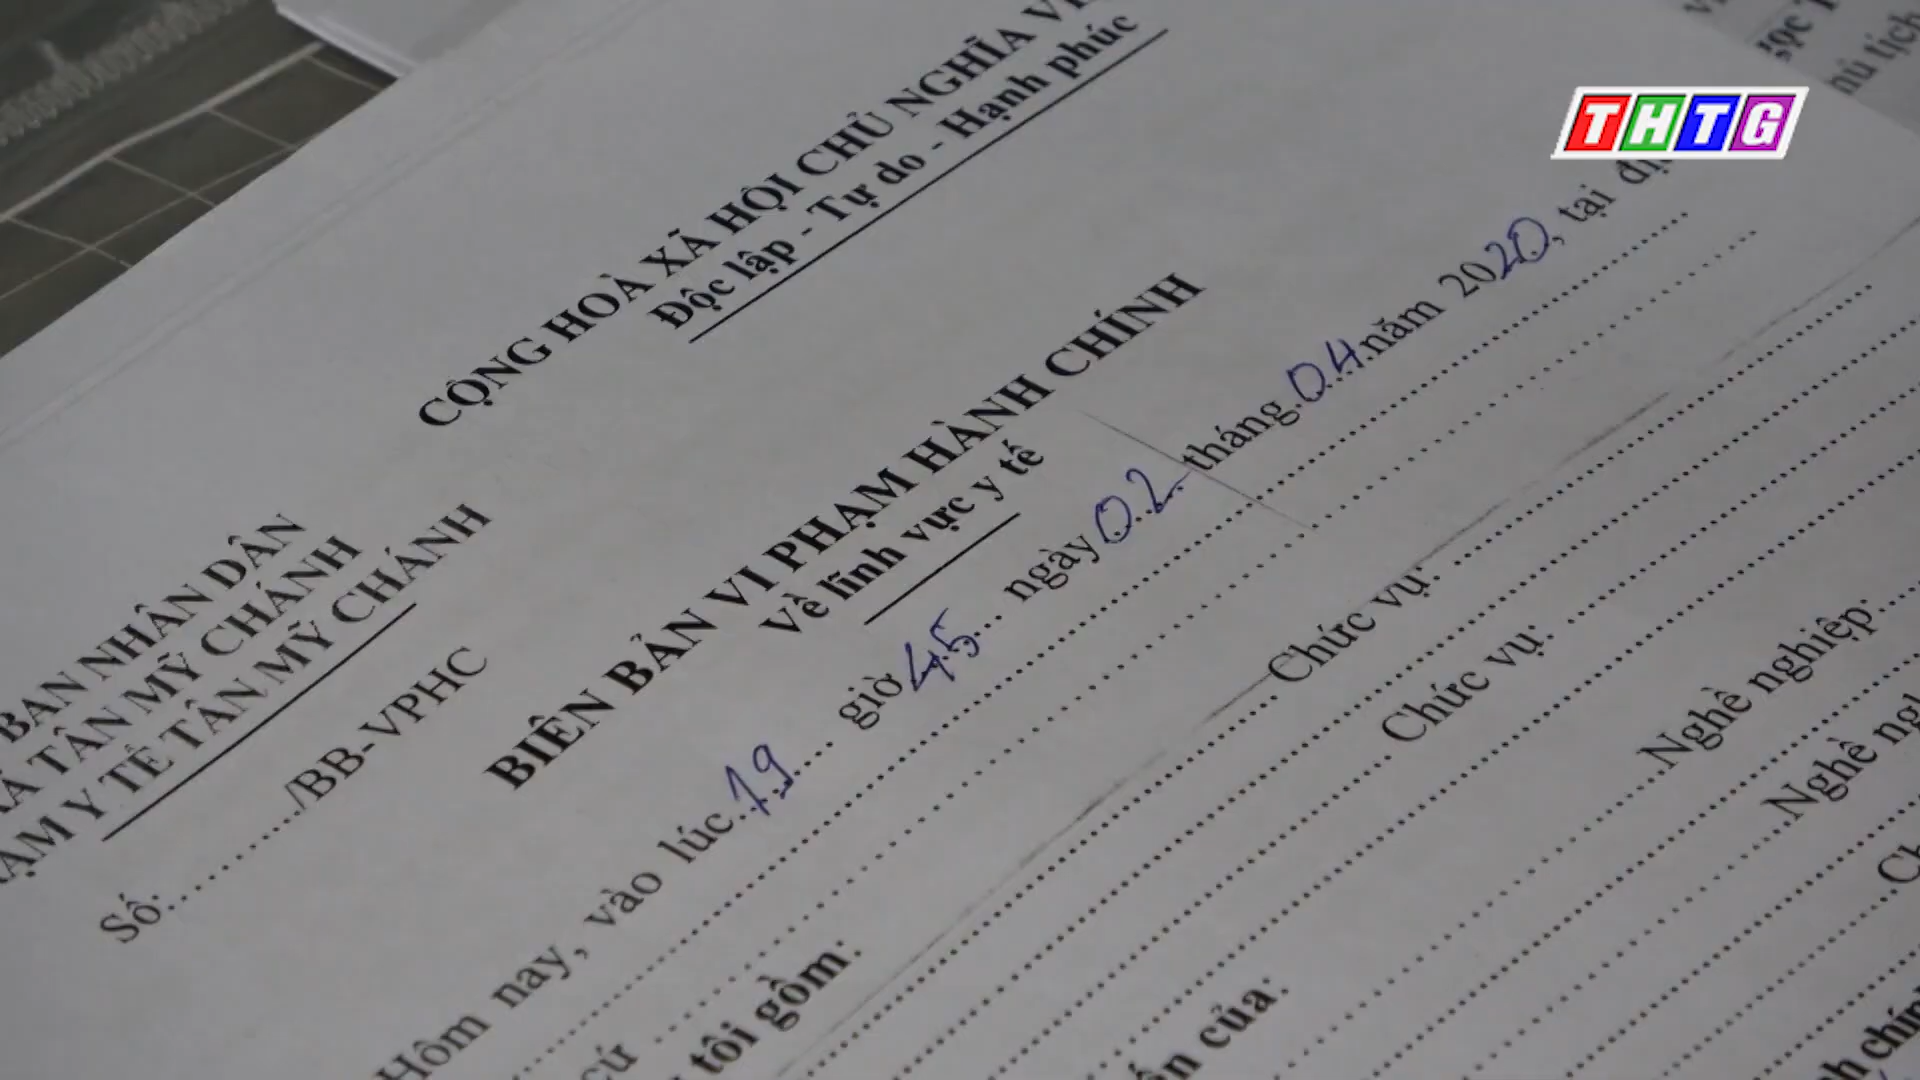 THTG
CỘNG HOÀ XÃ HỘI CHỦ NGHĨA
Độc lập - Tự do - Hạnh phúc
BAN NHÂN DÂN
TÂN MỸ CHÁNH
Y TẾ TÂN MỸ CHÁNH
Số:........../BB-VPHC
BIÊN BẢN VI PHẠM HÀNH CHÍNH
Về lĩnh vực y tế
Hôm nay, vào lúc 19 giờ 45 ngày 02 tháng 04 năm 2020, tại
cứ
tôi gồm:
Chức vụ:
Chức vụ:
của:
Nghề nghiệp:
Nghề